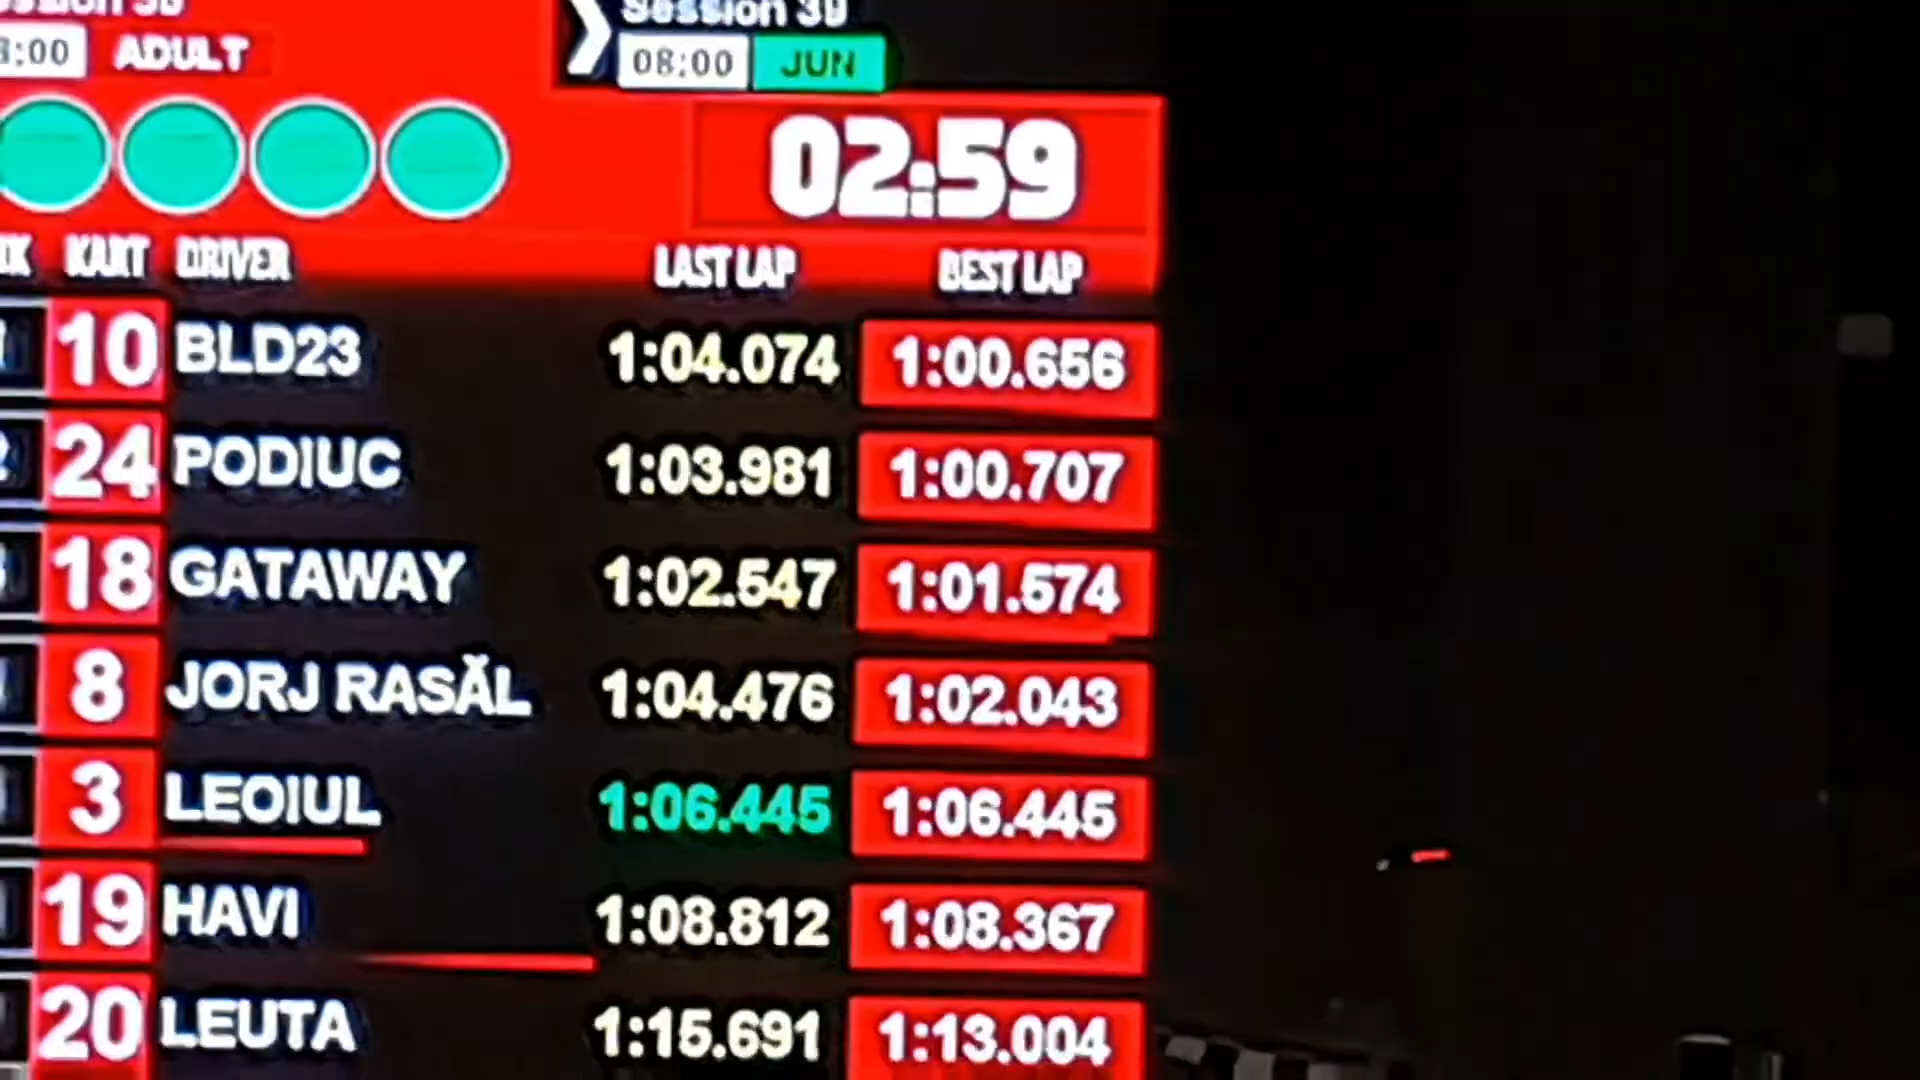 Session 39
08:00 JUN
:00 ADULT
02:59
KART DRIVER LAST LAP BEST LAP
10 BLD23 1:04.074 1:00.656
24 PODIUC 1:03.981 1:00.707
18 GATAWAY 1:02.547 1:01.574
8 JORJ RASĂL 1:04.476 1:02.043
3 LEOIUL 1:06.445 1:06.445
19 HAVI 1:08.812 1:08.367
20 LEUTA 1:15.691 1:13.004